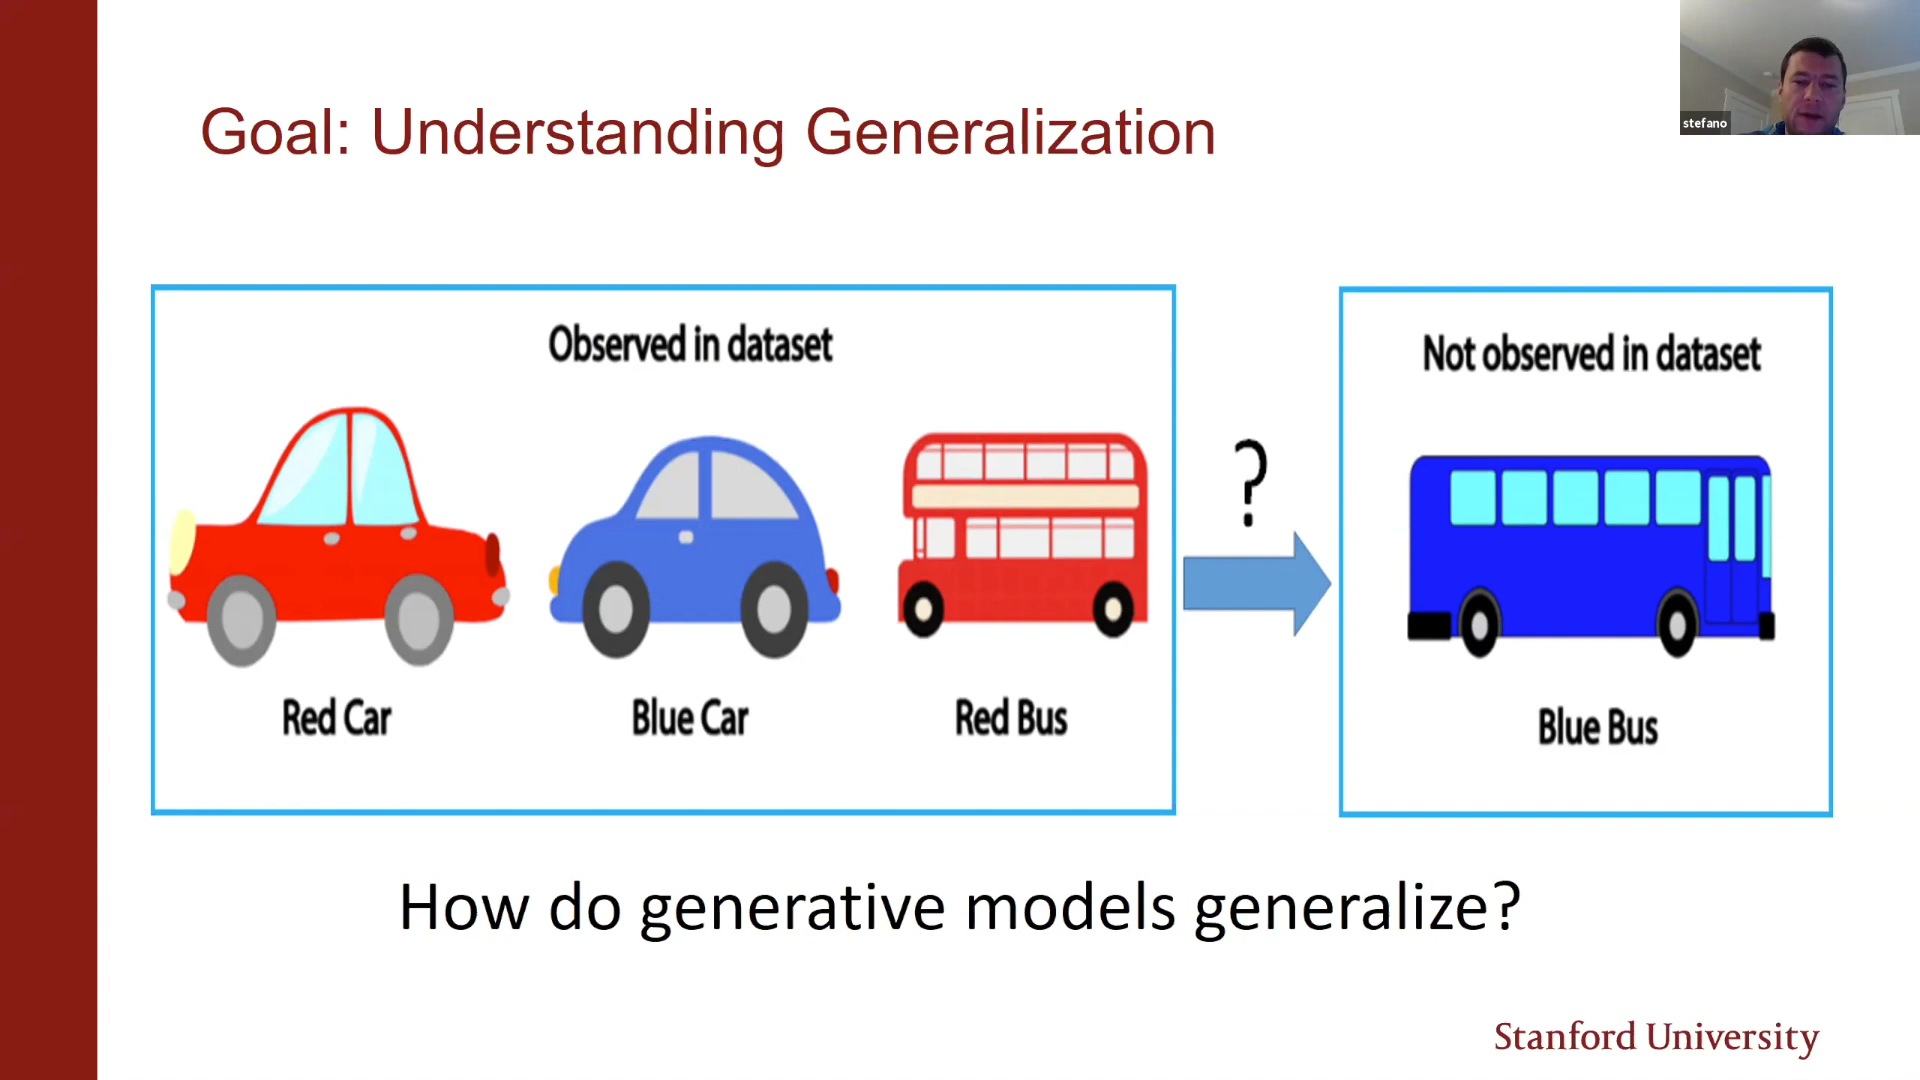 stefano
Goal: Understanding Generalization
Observed in dataset
Red Car
Blue Car
Red Bus
?
Not observed in dataset
Blue Bus
How do generative models generalize?
Stanford University